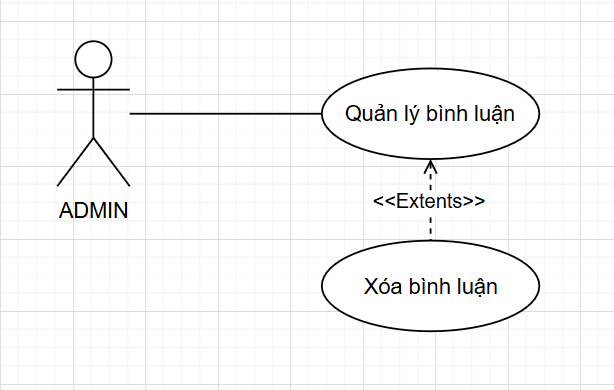 Quản lý bình luận
<<Extents>>
ADMIN
Xóa bình luận